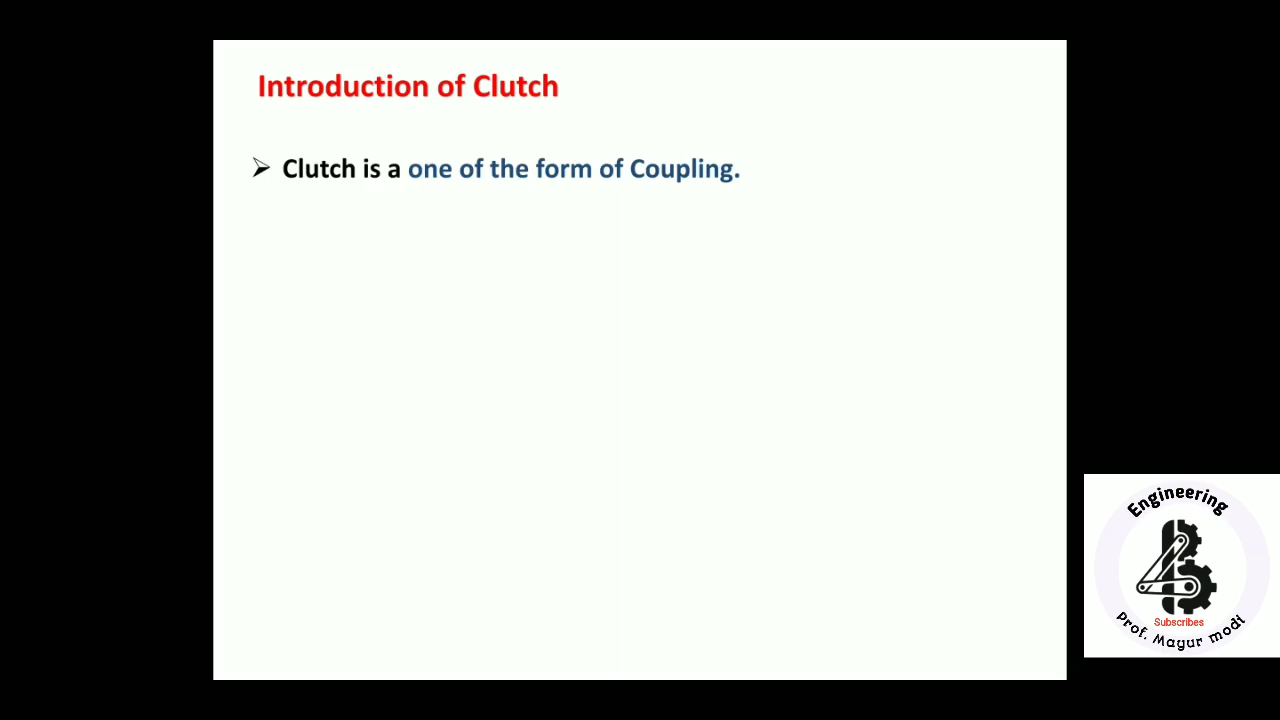 Introduction of Clutch
➢ Clutch is a one of the form of Coupling.
Engineering
Subscribes
Prof. Mayur modi